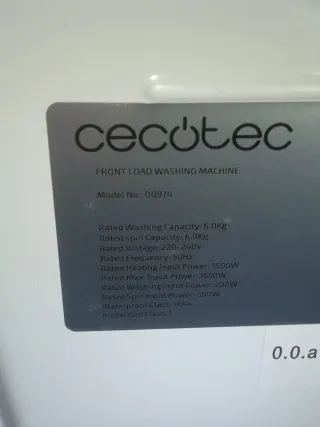 cecotec
FRONT LOAD WASHING MACHINE
Model No.:00976
Rated Washing Capacity: 6.0Kg
Rated spin Capacity: 6.0Kg
Rated Voltage: 220-240V~
Rated Frequency: 50Hz
Rated Heating Input Power: 1500W
Rated Max. Input Power: 1650W
Rated Washing Input Power: 200W
Rated Spin Input Power: 500W
Waterproof Class: IPX4
Protection Class: I
0.0.a